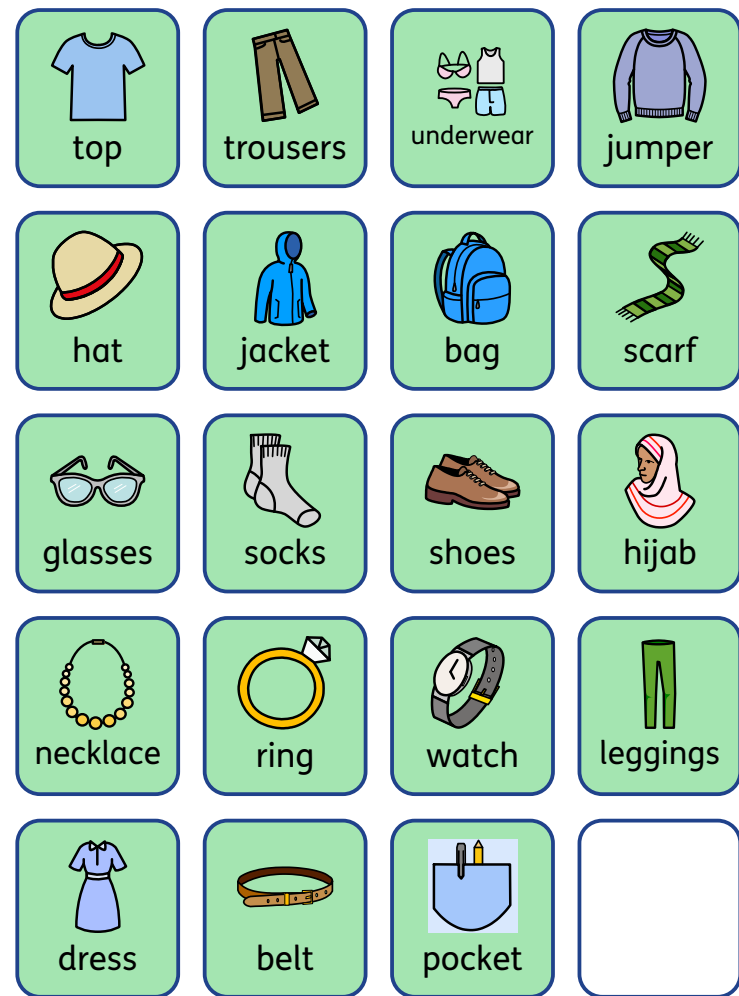 top
trousers
underwear
jumper
hat
jacket
bag
scarf
glasses
socks
shoes
hijab
necklace
ring
watch
leggings
dress
belt
pocket